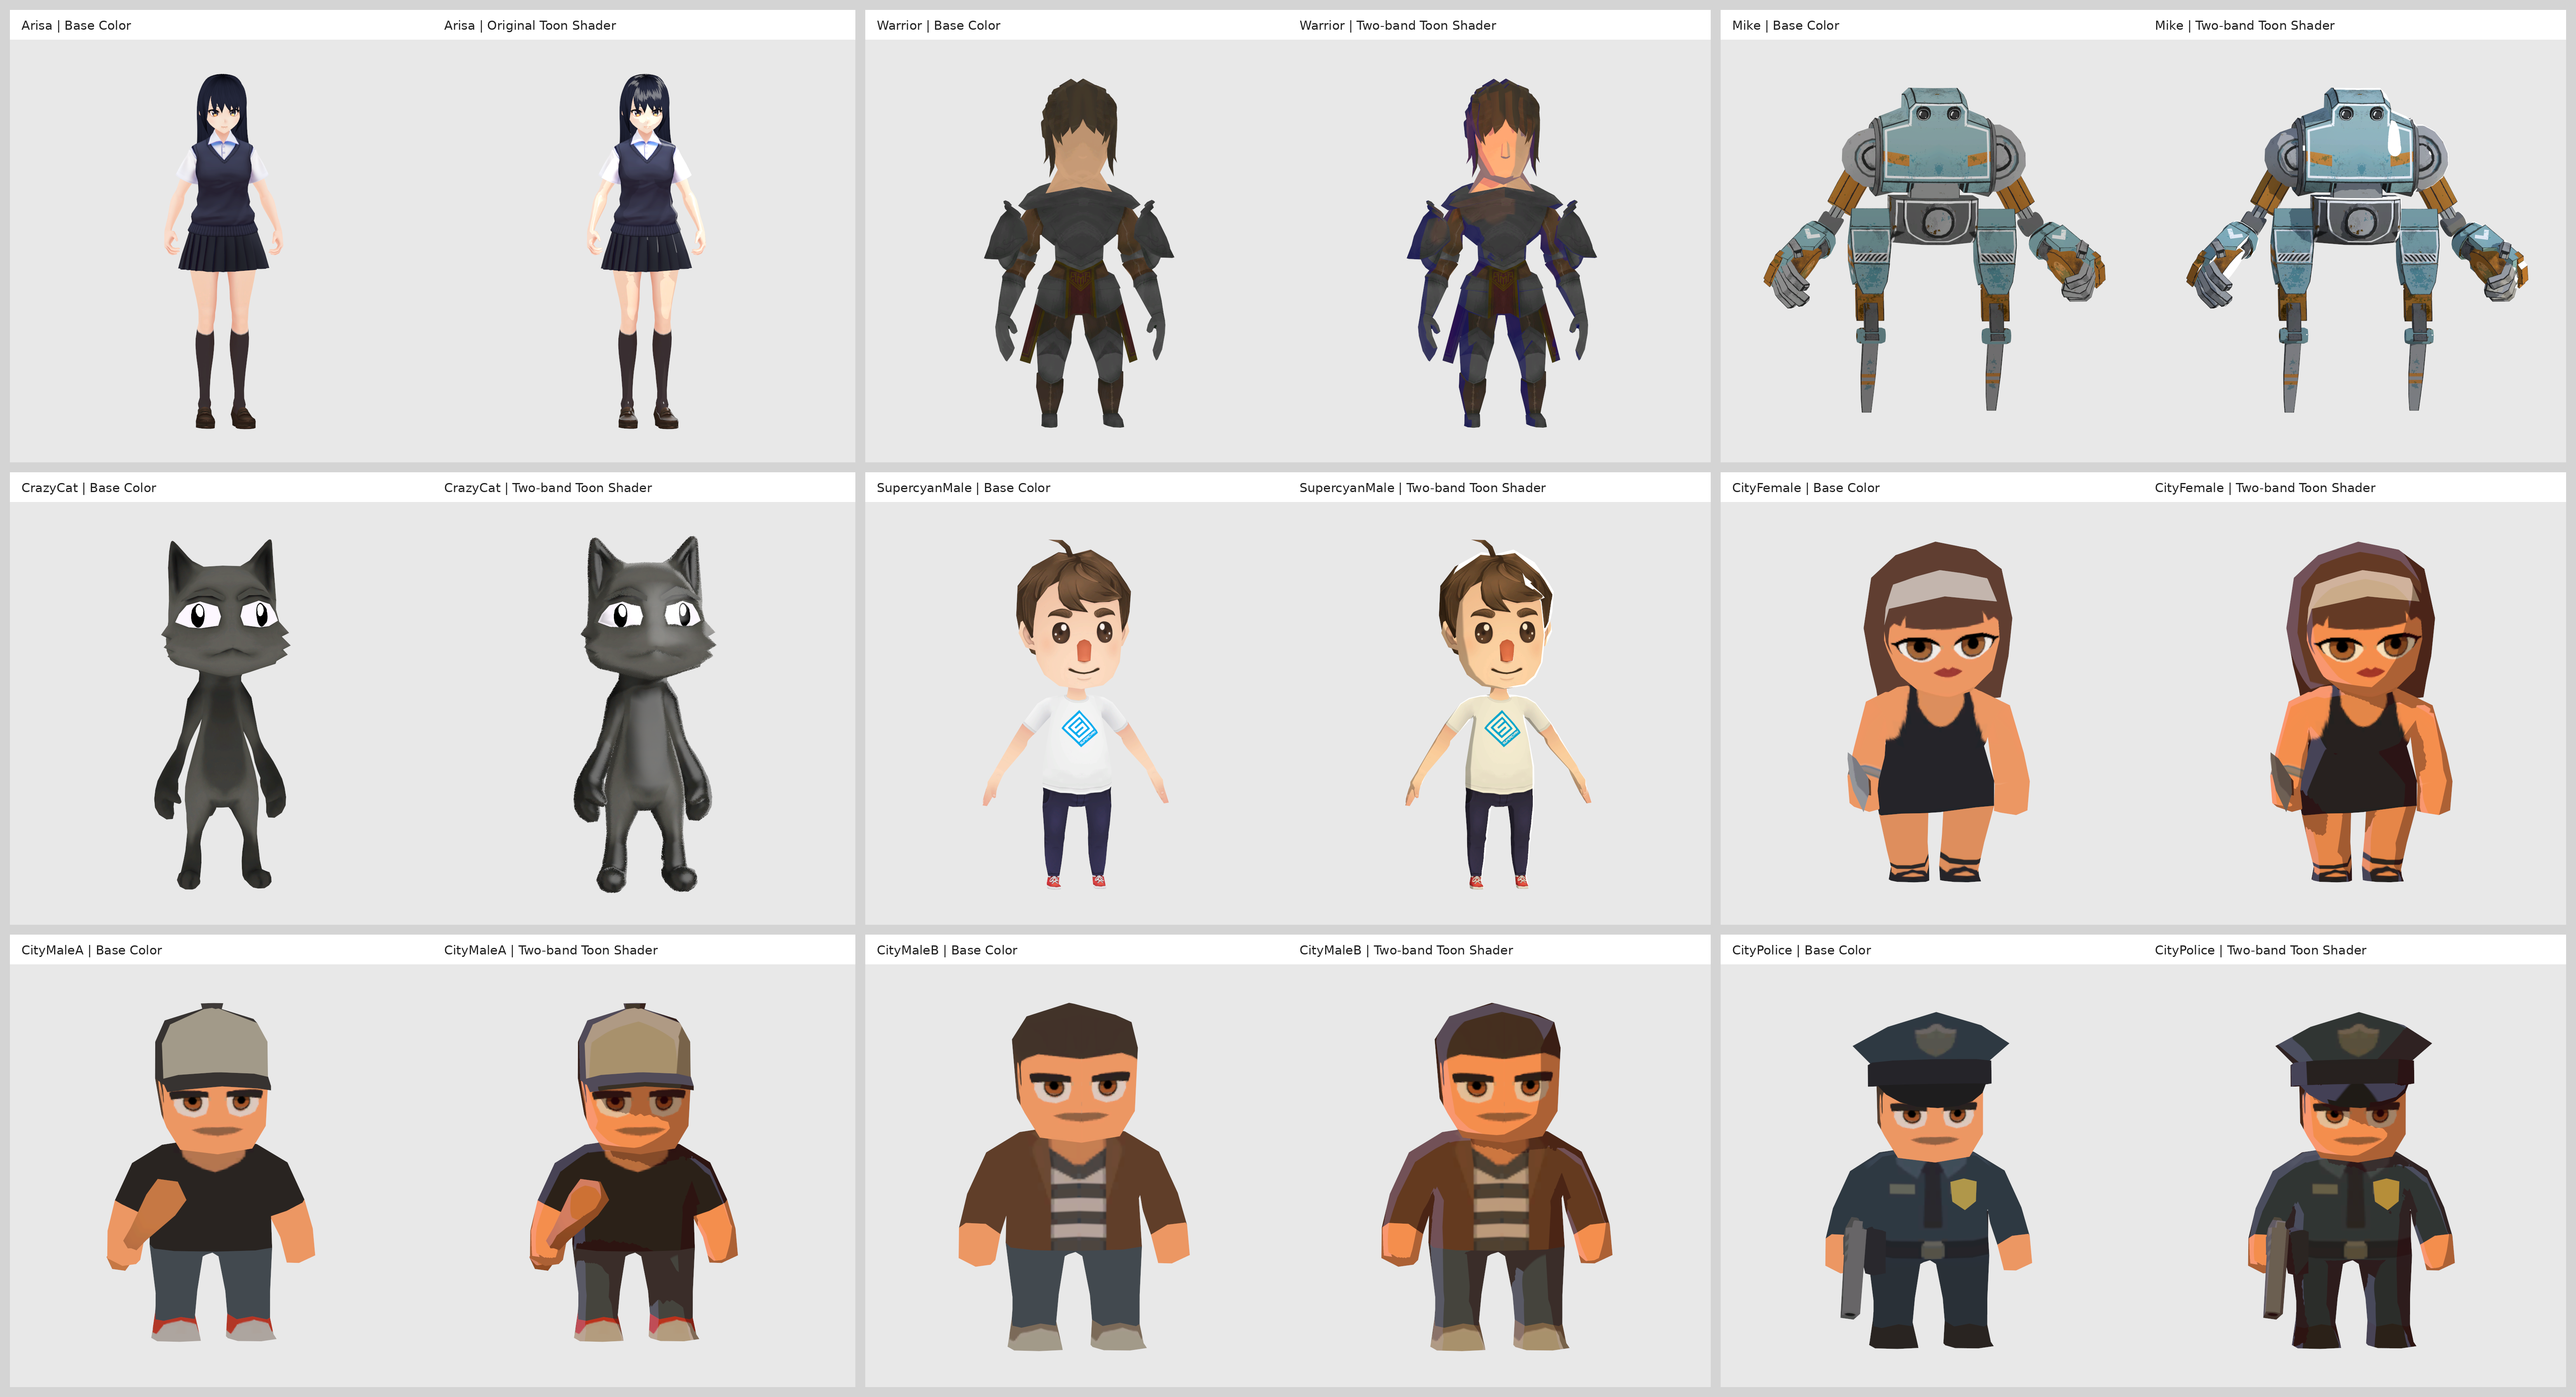 Arisa | Base Color
Arisa | Original Toon Shader
Warrior | Base Color
Warrior | Two-band Toon Shader
Mike | Base Color
Mike | Two-band Toon Shader
CrazyCat | Base Color
CrazyCat | Two-band Toon Shader
SupercyanMale | Base Color
SupercyanMale | Two-band Toon Shader
CityFemale | Base Color
CityFemale | Two-band Toon Shader
CityMaleA | Base Color
CityMaleA | Two-band Toon Shader
CityMaleB | Base Color
CityMaleB | Two-band Toon Shader
CityPolice | Base Color
CityPolice | Two-band Toon Shader